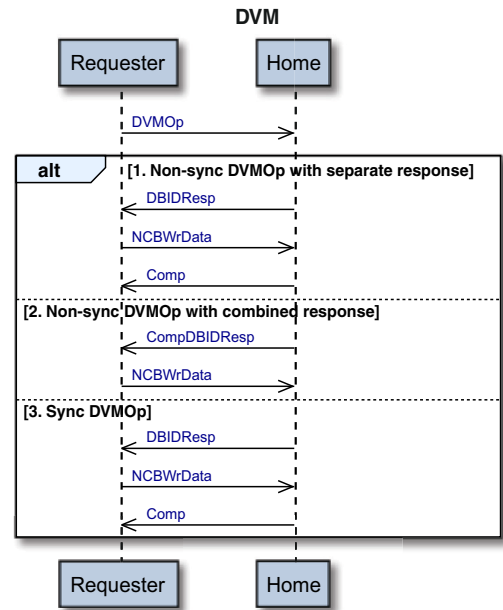 DVM
Requester Home
DVMOp
alt [1. Non-sync DVMOp with separate response]
DBIDResp
NCBWrData
Comp
[2. Non-sync DVMOp with combined response]
CompDBIDResp
NCBWrData
[3. Sync DVMOp]
DBIDResp
NCBWrData
Comp
Requester Home